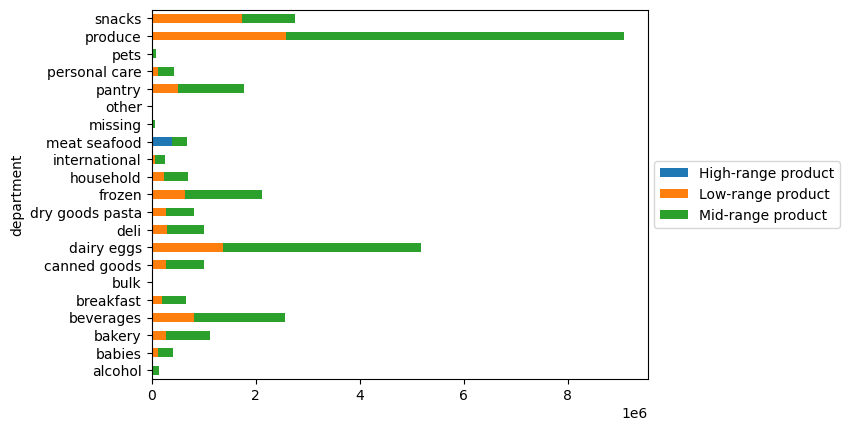 snacks
produce
pets
personal care
pantry
other
missing
meat seafood
international
household
frozen
dry goods pasta
deli
dairy eggs
canned goods
bulk
breakfast
beverages
bakery
babies
alcohol
department
0 2 4 6 8
1e6
High-range product
Low-range product
Mid-range product